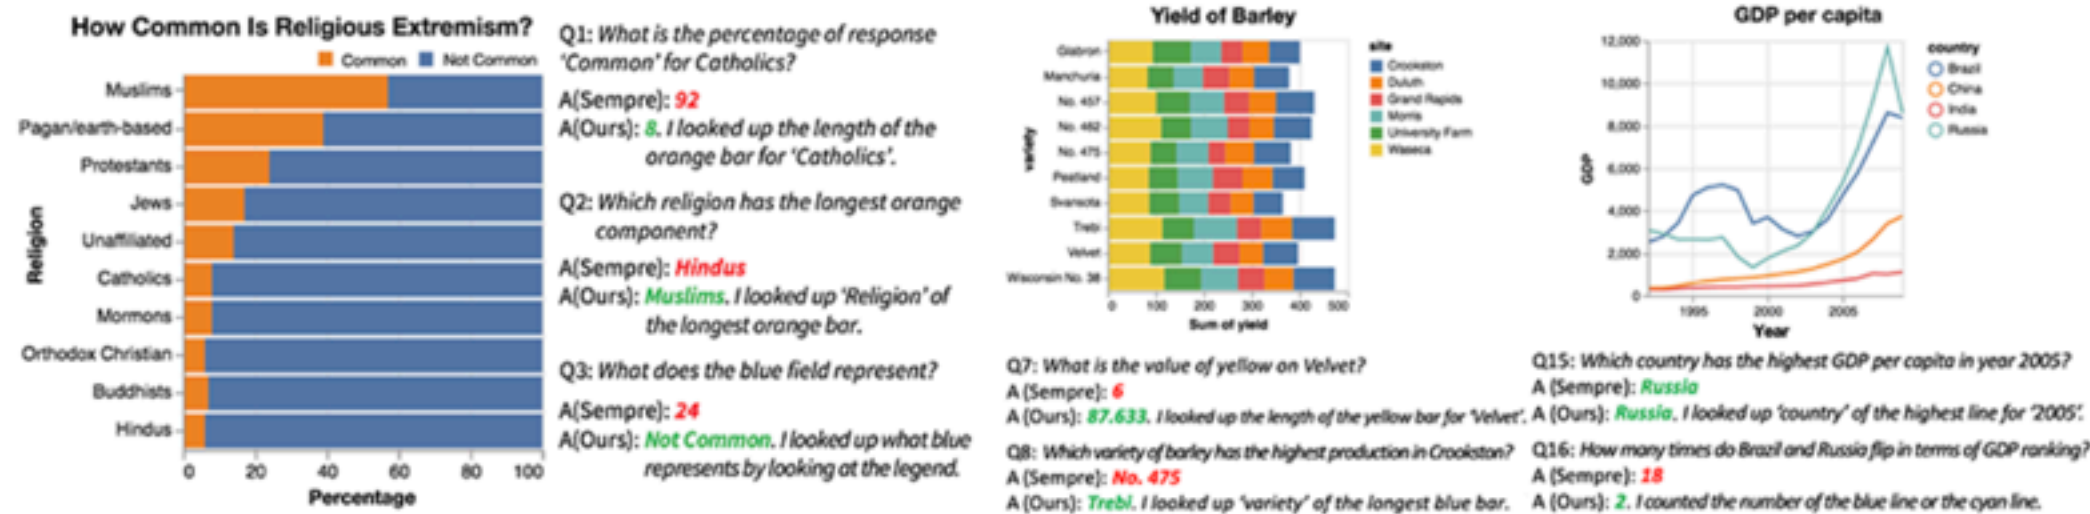 How Common Is Religious Extremism?
Common Not Common
Religion
Muslims
Pagan/earth-based
Protestants
Jews
Unaffiliated
Catholics
Mormons
Orthodox Christian
Buddhists
Hindus
0 20 40 60 80 100
Percentage
Q1: What is the percentage of response
'Common' for Catholics?
A(Sempre): 92
A(Ours): 8. I looked up the length of the
orange bar for 'Catholics'.
Q2: Which religion has the longest orange
component?
A(Sempre): Hindus
A(Ours): Muslims. I looked up 'Religion' of
the longest orange bar.
Q3: What does the blue field represent?
A(Sempre): 24
A(Ours): Not Common. I looked up what blue
represents by looking at the legend.
Yield of Barley
variety
Glabron
Manchuria
No. 457
No. 462
No. 475
Peatland
Svansota
Trebi
Velvet
Wisconsin No. 38
0 100 200 300 400 500
Sum of yield
site
Crookston
Duluth
Grand Rapids
Morris
University Farm
Waseca
Q7: What is the value of yellow on Velvet?
A (Sempre): 6
A (Ours): 87.633. I looked up the length of the yellow bar for 'Velvet'.
Q8: Which variety of barley has the highest production in Crookston?
A (Sempre): No. 475
A (Ours): Trebi. I looked up 'variety' of the longest blue bar.
GDP per capita
GDP
12,000
10,000
8,000
6,000
4,000
2,000
0
1995 2000 2005
Year
country
Brazil
China
India
Russia
Q15: Which country has the highest GDP per capita in year 2005?
A (Sempre): Russia
A (Ours): Russia. I looked up 'country' of the highest line for '2005'.
Q16: How many times do Brazil and Russia flip in terms of GDP ranking?
A (Sempre): 18
A (Ours): 2. I counted the number of the blue line or the cyan line.